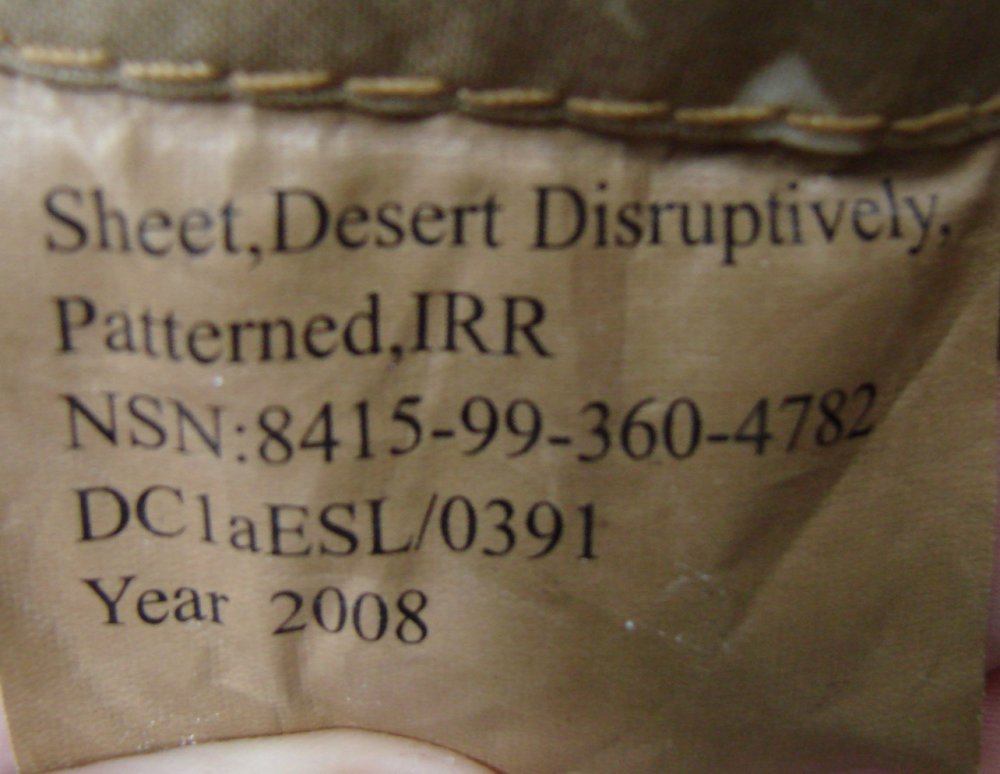 Sheet,Desert Disruptively,
Patterned,IRR
NSN:8415-99-360-4782
DC1aESL/0391
Year 2008